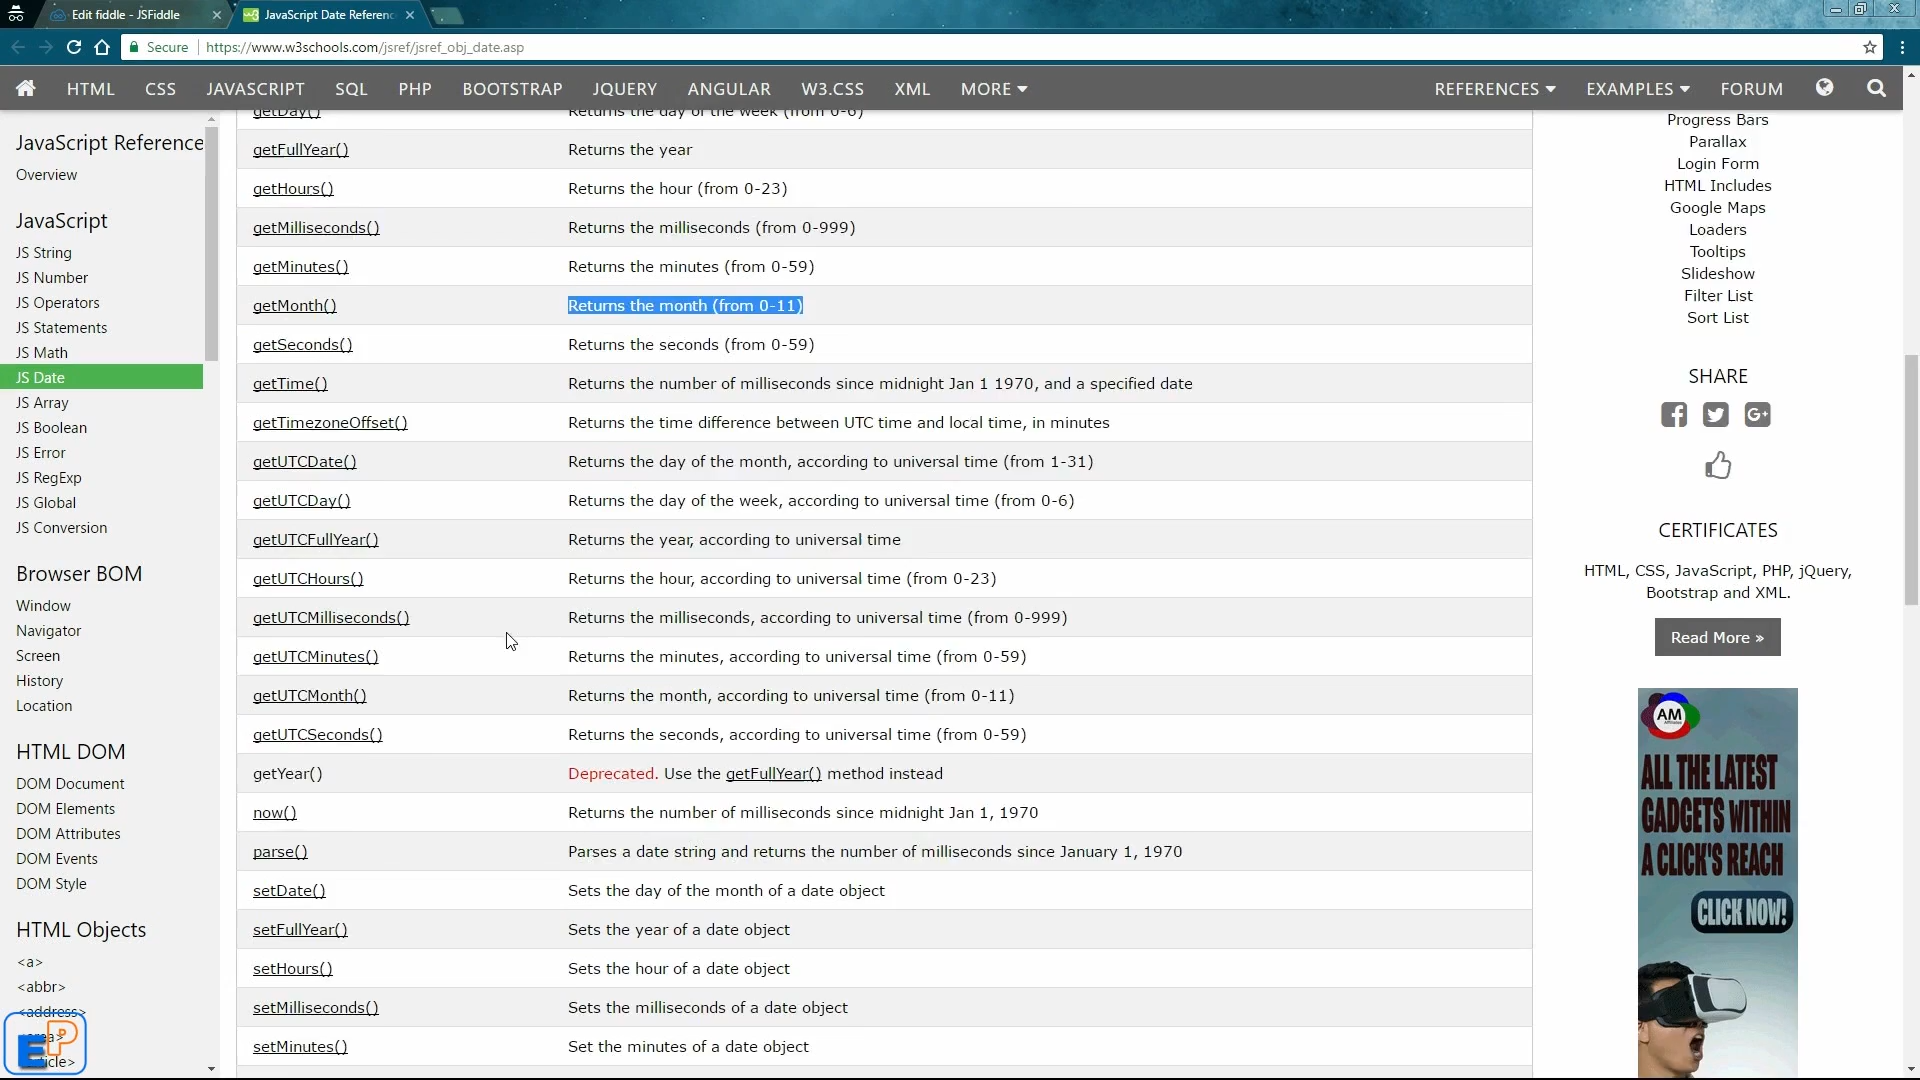 Edit fiddle - JSFiddle
JavaScript Date Referenc
Secure
https://www.w3schools.com/jsref/jsref_obj_date.asp
HTML CSS JAVASCRIPT SQL PHP BOOTSTRAP JQUERY ANGULAR W3.CSS XML MORE REFERENCES EXAMPLES FORUM
JavaScript Reference
Overview
JavaScript
JS String
JS Number
JS Operators
JS Statements
JS Math
JS Date
JS Array
JS Boolean
JS Error
JS RegExp
JS Global
JS Conversion
Browser BOM
Window
Navigator
Screen
History
Location
HTML DOM
DOM Document
DOM Elements
DOM Attributes
DOM Events
DOM Style
HTML Objects
<a>
<abbr>
<address>
EP
getDay() Returns the day of the week (from 0-6)
getFullYear() Returns the year
getHours() Returns the hour (from 0-23)
getMilliseconds() Returns the milliseconds (from 0-999)
getMinutes() Returns the minutes (from 0-59)
getMonth() Returns the month (from 0-11)
getSeconds() Returns the seconds (from 0-59)
getTime() Returns the number of milliseconds since midnight Jan 1 1970, and a specified date
getTimezoneOffset() Returns the time difference between UTC time and local time, in minutes
getUTCDate() Returns the day of the month, according to universal time (from 1-31)
getUTCDay() Returns the day of the week, according to universal time (from 0-6)
getUTCFullYear() Returns the year, according to universal time
getUTCHours() Returns the hour, according to universal time (from 0-23)
getUTCMilliseconds() Returns the milliseconds, according to universal time (from 0-999)
getUTCMinutes() Returns the minutes, according to universal time (from 0-59)
getUTCMonth() Returns the month, according to universal time (from 0-11)
getUTCSeconds() Returns the seconds, according to universal time (from 0-59)
getYear() Deprecated. Use the getFullYear() method instead
now() Returns the number of milliseconds since midnight Jan 1, 1970
parse() Parses a date string and returns the number of milliseconds since January 1, 1970
setDate() Sets the day of the month of a date object
setFullYear() Sets the year of a date object
setHours() Sets the hour of a date object
setMilliseconds() Sets the milliseconds of a date object
setMinutes() Set the minutes of a date object
Progress Bars
Parallax
Login Form
HTML Includes
Google Maps
Loaders
Tooltips
Slideshow
Filter List
Sort List
SHARE
CERTIFICATES
HTML, CSS, JavaScript, PHP, jQuery,
Bootstrap and XML.
Read More »
AM
ALL THE LATEST
GADGETS WITHIN
A CLICK'S REACH
CLICK NOW!